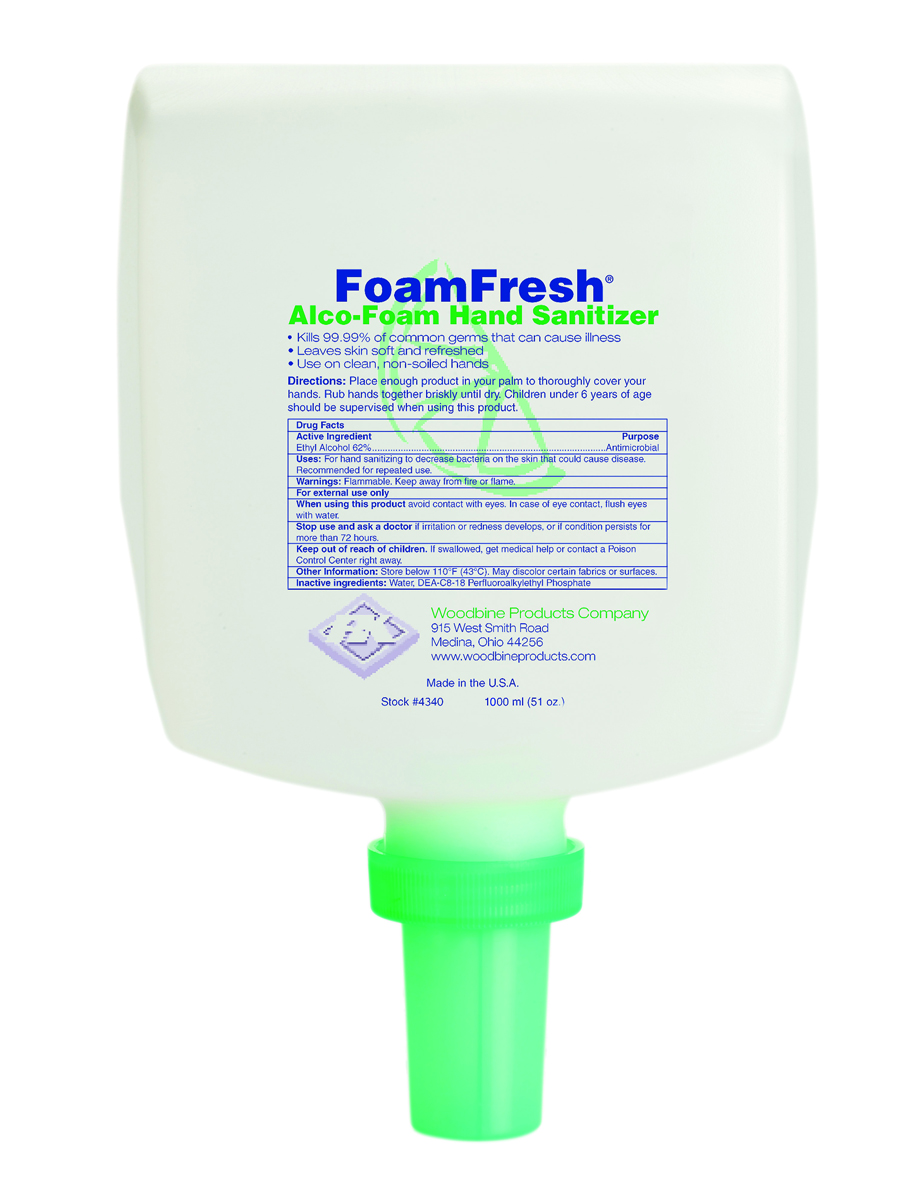 FoamFresh®
Alco-Foam Hand Sanitizer
• Kills 99.99% of common germs that can cause illness
• Leaves skin soft and refreshed
• Use on clean, non-soiled hands
Directions: Place enough product in your palm to thoroughly cover your
hands. Rub hands together briskly until dry. Children under 6 years of age
should be supervised when using this product.
Drug Facts
Active Ingredient Purpose
Ethyl Alcohol 62%..........................................................................Antimicrobial
Uses: For hand sanitizing to decrease bacteria on the skin that could cause disease.
Recommended for repeated use.
Warnings: Flammable. Keep away from fire or flame.
For external use only
When using this product avoid contact with eyes. In case of eye contact, flush eyes
with water.
Stop use and ask a doctor if irritation or redness develops, or if condition persists for
more than 72 hours.
Keep out of reach of children. If swallowed, get medical help or contact a Poison
Control Center right away.
Other Information: Store below 110°F (43°C). May discolor certain fabrics or surfaces.
Inactive ingredients: Water, DEA-C8-18 Perfluoroalkylethyl Phosphate
Woodbine Products Company
915 West Smith Road
Medina, Ohio 44256
www.woodbineproducts.com
Made in the U.S.A.
Stock #4340 1000 ml (51 oz.)